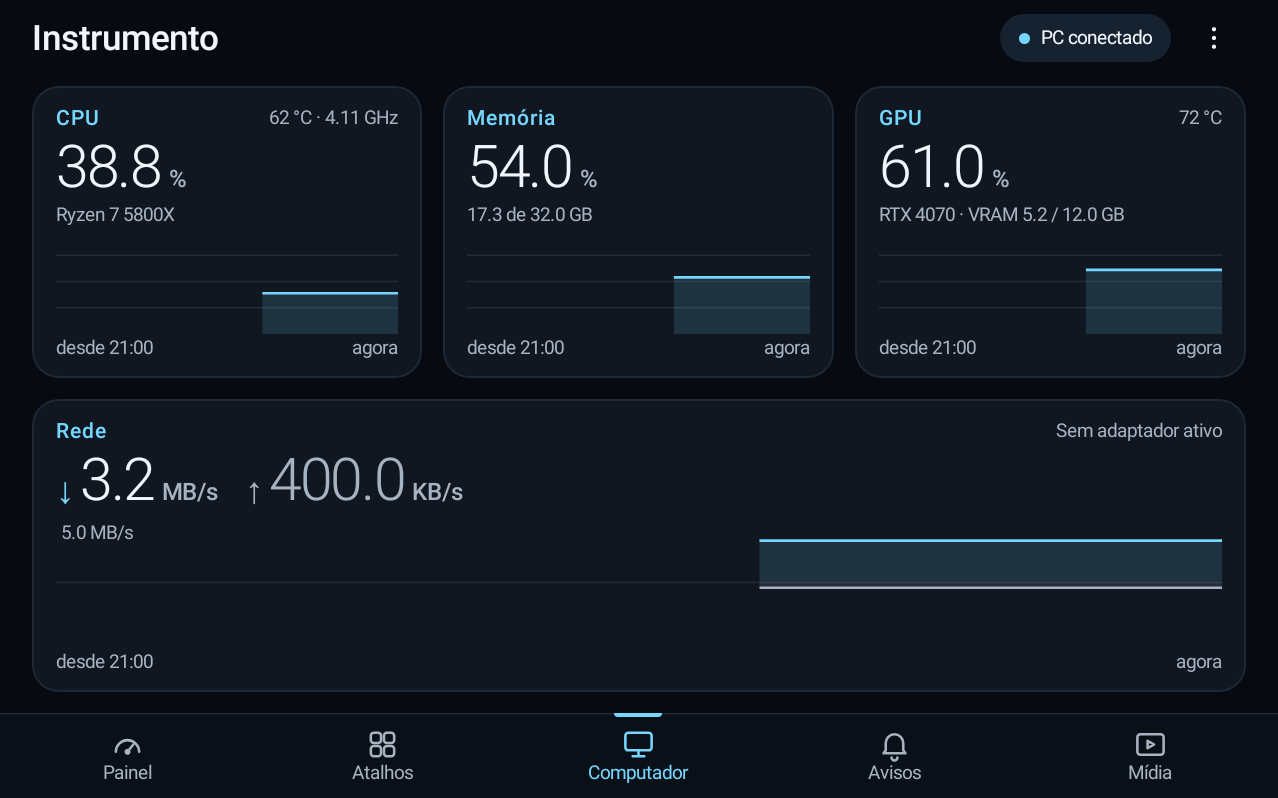 Instrumento
PC conectado
CPU
62 °C · 4.11 GHz
38.8 %
Ryzen 7 5800X
desde 21:00
agora
Memória
54.0 %
17.3 de 32.0 GB
desde 21:00
agora
GPU
72 °C
61.0 %
RTX 4070 · VRAM 5.2 / 12.0 GB
desde 21:00
agora
Rede
Sem adaptador ativo
↓ 3.2 MB/s ↑ 400.0 KB/s
5.0 MB/s
desde 21:00
agora
Painel
Atalhos
Computador
Avisos
Mídia